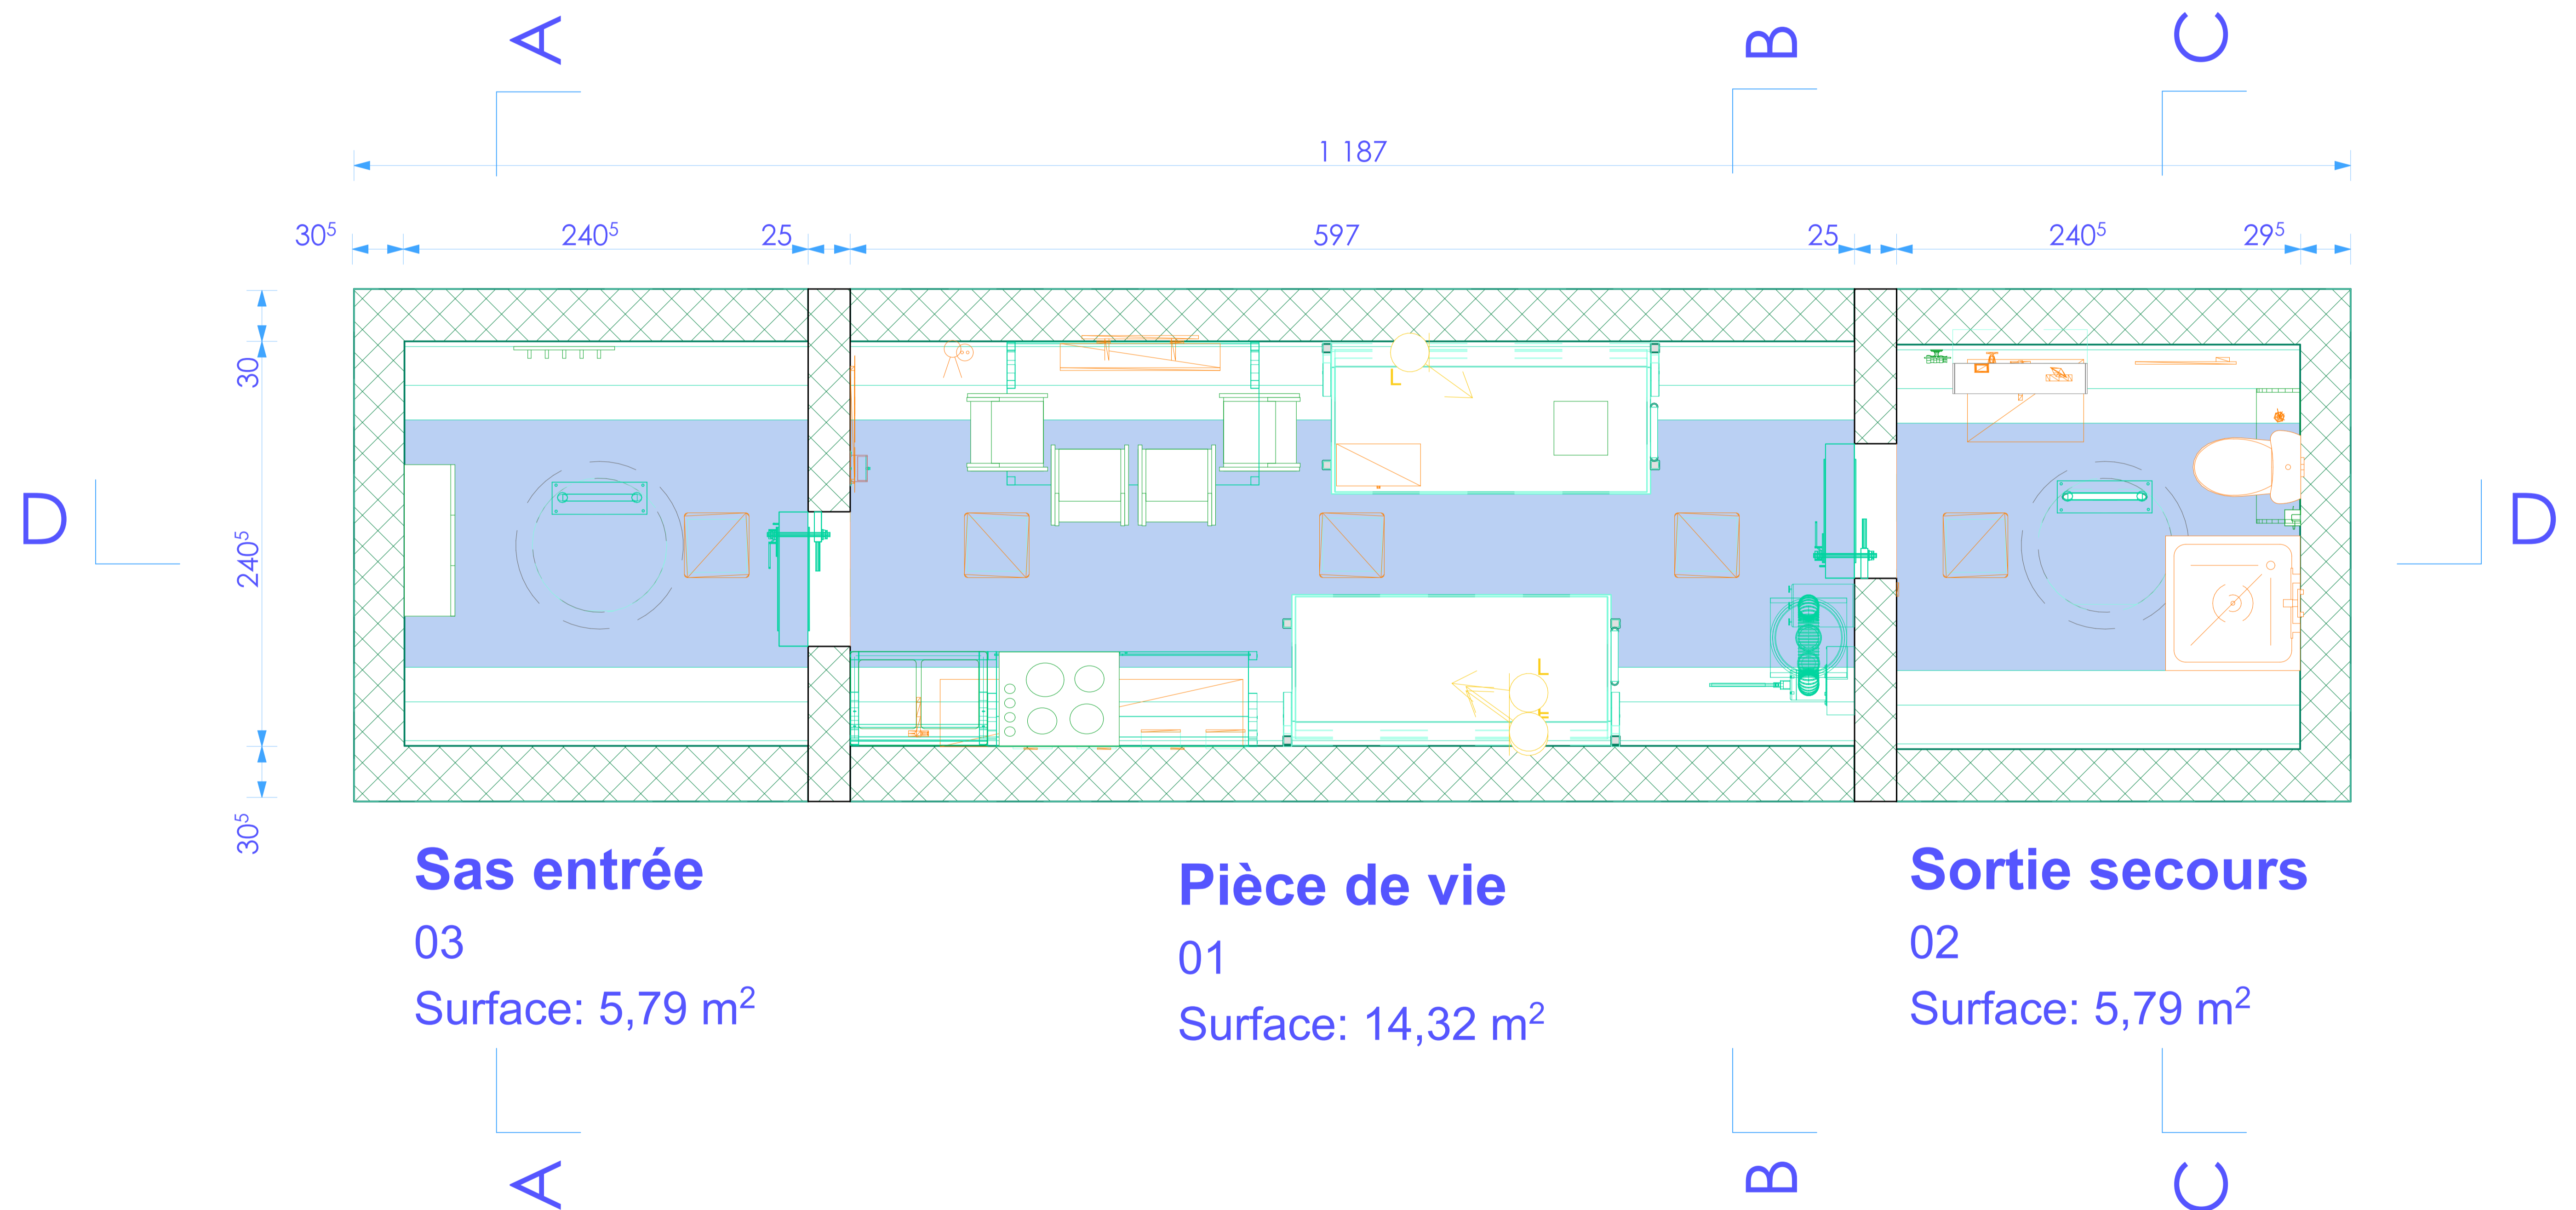 A
B
C
1 187
30⁵
240⁵
25
597
25
240⁵
29⁵
30
240⁵
30⁵
D
D
L
L
Sas entrée
03
Surface: 5,79 m²
Pièce de vie
01
Surface: 14,32 m²
Sortie secours
02
Surface: 5,79 m²
A
B
C